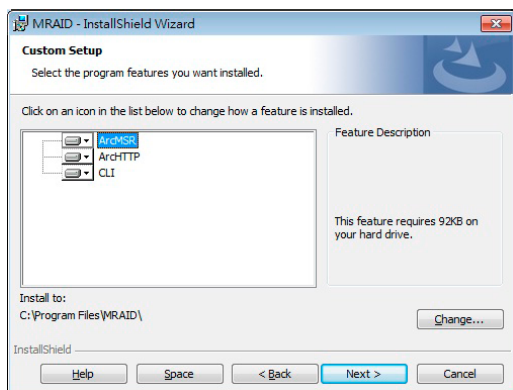 MRAID - InstallShield Wizard
Custom Setup
Select the program features you want installed.
Click on an icon in the list below to change how a feature is installed.
ArcMSR
ArcHTTP
CLI
Feature Description
This feature requires 92KB on
your hard drive.
Install to:
C:\Program Files\MRAID\
Change...
InstallShield
Help
Space
< Back
Next >
Cancel